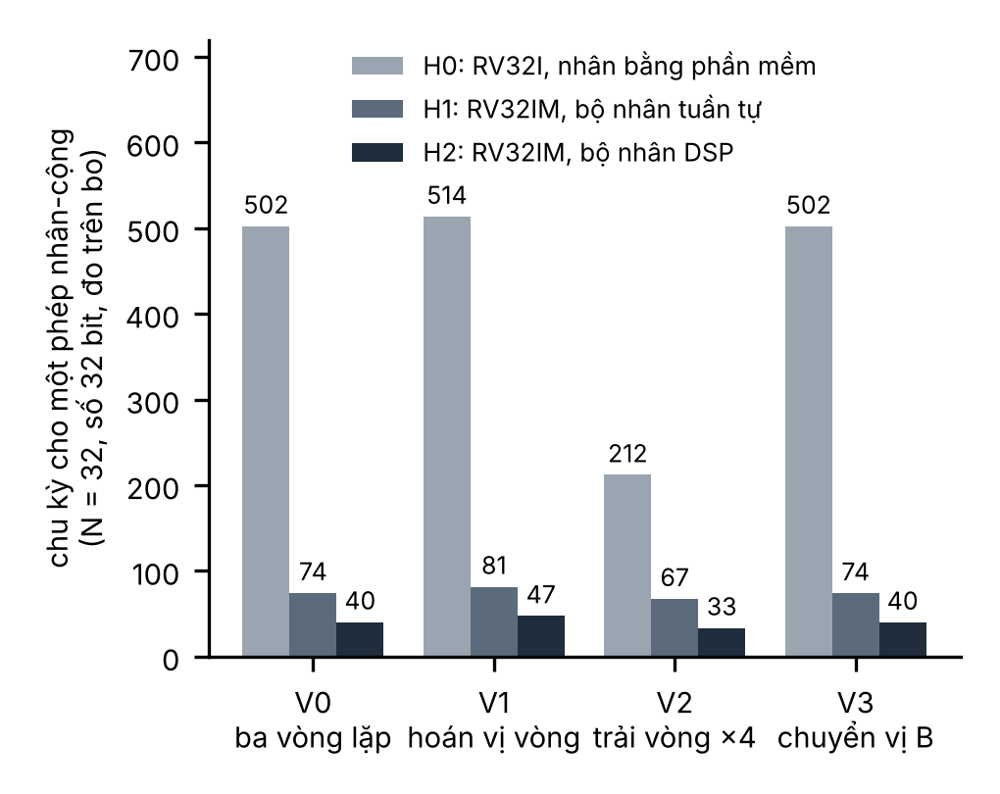 chu kỳ cho một phép nhân-cộng
(N = 32, số 32 bit, đo trên bo)
700
600
500
400
300
200
100
0
H0: RV32I, nhân bằng phần mềm
H1: RV32IM, bộ nhân tuần tự
H2: RV32IM, bộ nhân DSP
502
74
40
514
81
47
212
67
33
502
74
40
V0
ba vòng lặp
V1
hoán vị vòng
V2
trải vòng ×4
V3
chuyển vị B